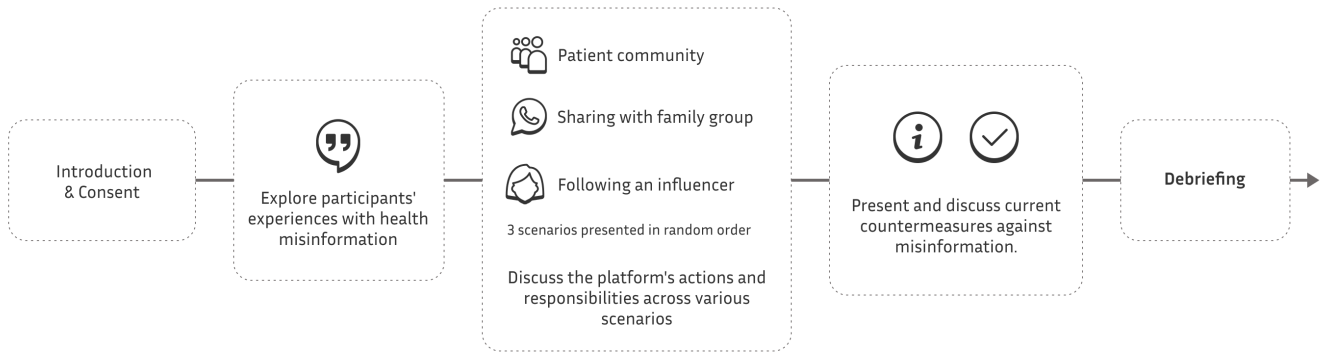 Introduction
& Consent
Explore participants'
experiences with health
misinformation
Patient community
Sharing with family group
Following an influencer
3 scenarios presented in random order
Discuss the platform's actions and
responsibilities across various
scenarios
Present and discuss current
countermeasures against
misinformation.
Debriefing